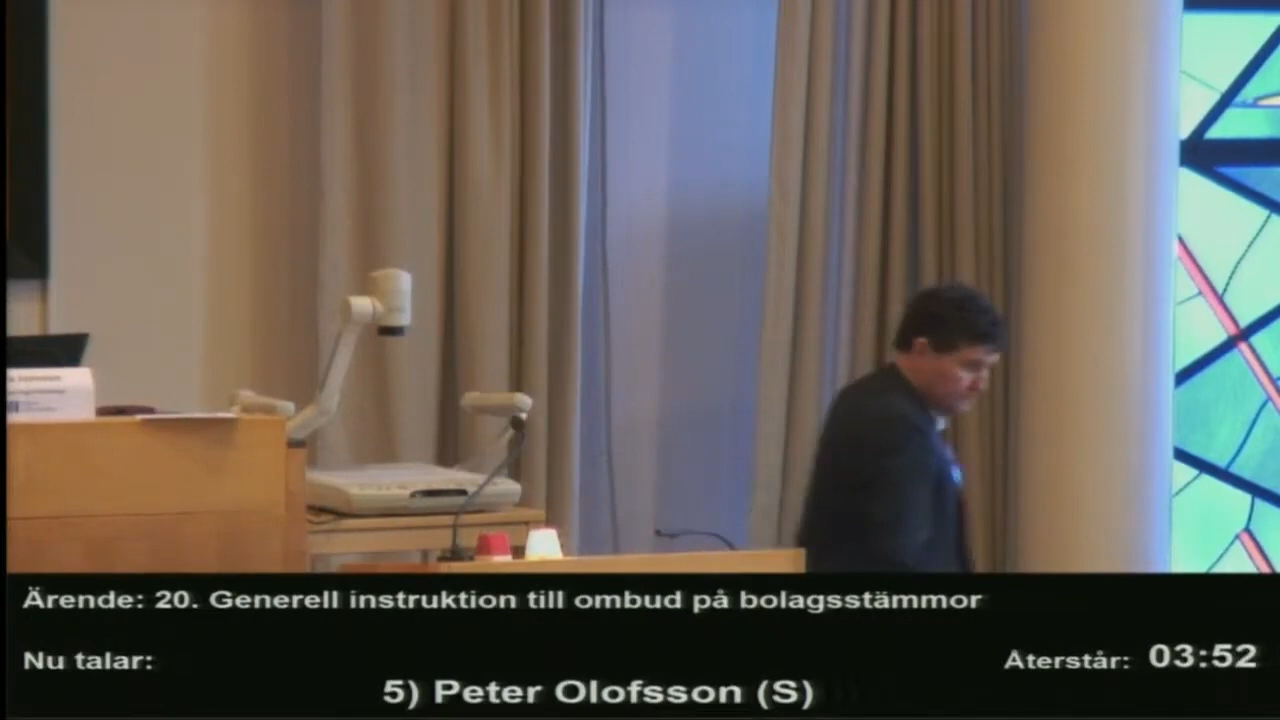 Ärende: 20. Generell instruktion till ombud på bolagsstämmor
Nu talar:
Återstår: 03:52
5) Peter Olofsson (S)